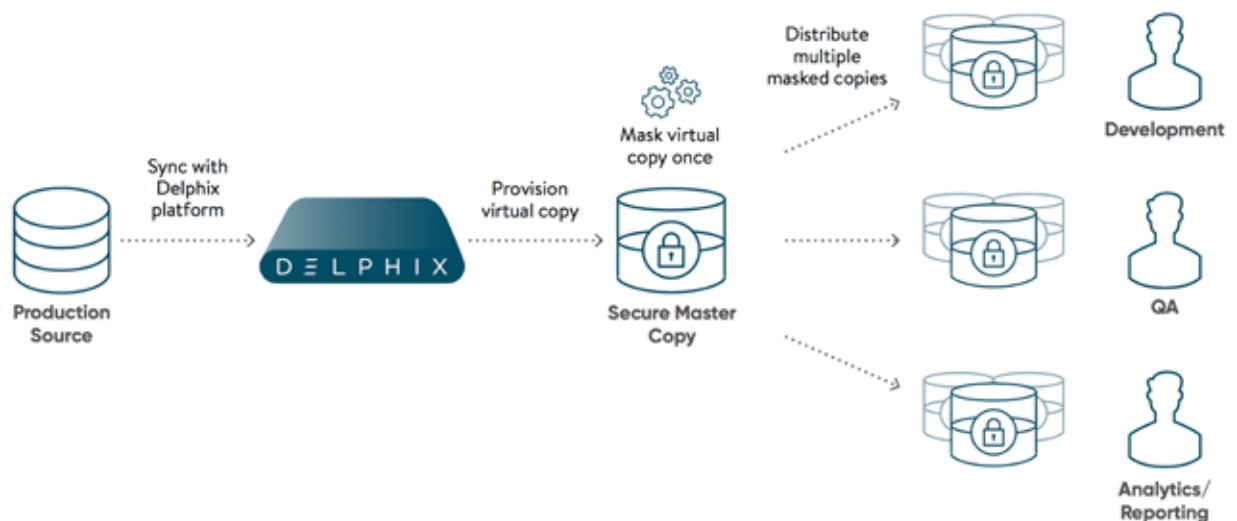 Production
Source
Sync with
Delphix
platform
DELPHIX
Provision
virtual copy
Mask virtual
copy once
Secure Master
Copy
Distribute
multiple
masked copies
Development
QA
Analytics/
Reporting